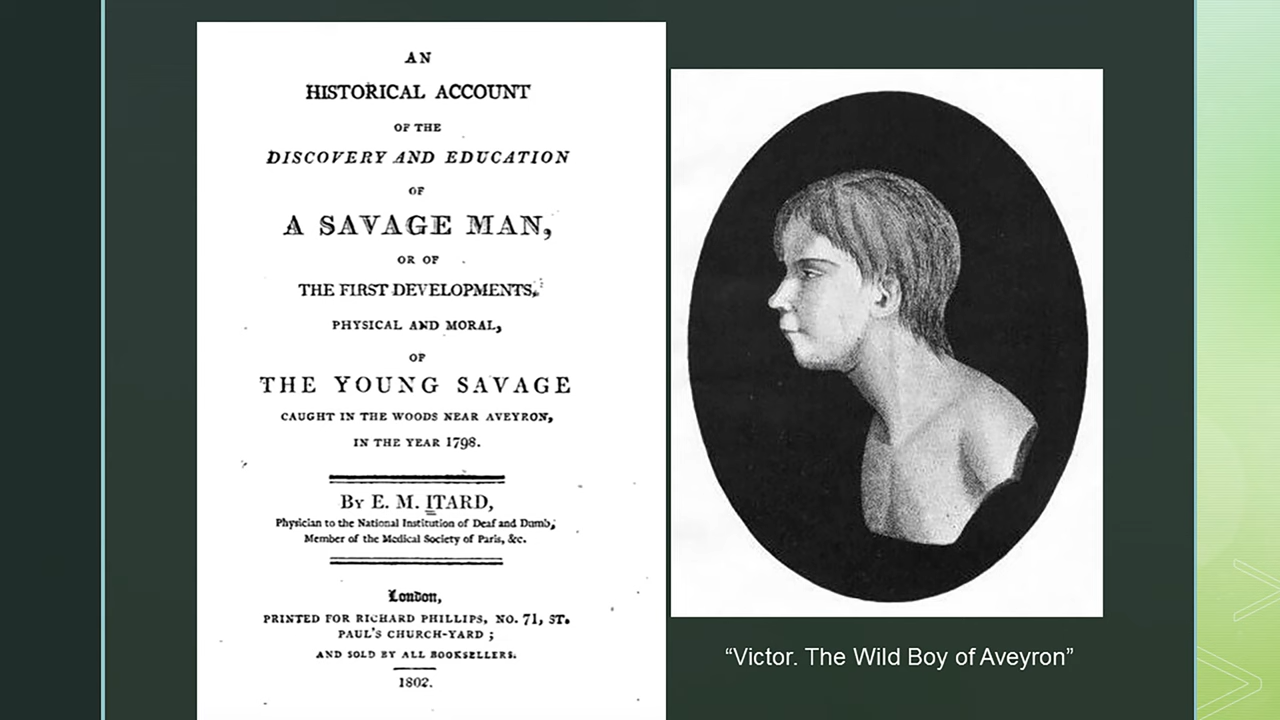 AN
HISTORICAL ACCOUNT
OF THE
DISCOVERY AND EDUCATION
OF
A SAVAGE MAN,
OR OF
THE FIRST DEVELOPMENTS,
PHYSICAL AND MORAL,
OF
THE YOUNG SAVAGE
CAUGHT IN THE WOODS NEAR AVEYRON,
IN THE YEAR 1798.
BY E. M. ITARD,
Physician to the National Institution of Deaf and Dumb,
Member of the Medical Society of Paris, &c.
London,
PRINTED FOR RICHARD PHILLIPS, NO. 71, ST.
PAUL'S CHURCH-YARD ;
AND SOLD BY ALL BOOKSELLERS.
1802.
“Victor. The Wild Boy of Aveyron”